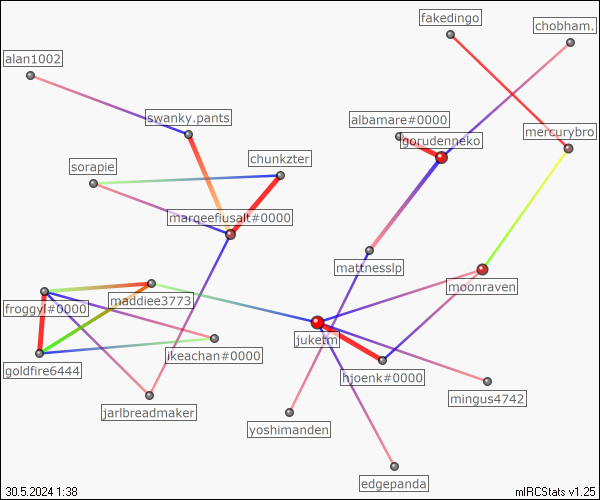 fakedingo
chobham.
alan1002
swanky.pants
albamare#0000
mercurybro
gorudenneko
chunkzter
sorapie
marqeefiusalt#0000
mattnesslp
moonraven
maddiee3773
froggyl#0000
juketm
ikeachan#0000
goldfire6444
hjoenk#0000
mingus4742
jarlbreadmaker
yoshimanden
edgepanda
30.5.2024 1:38
mIRCStats v1.25